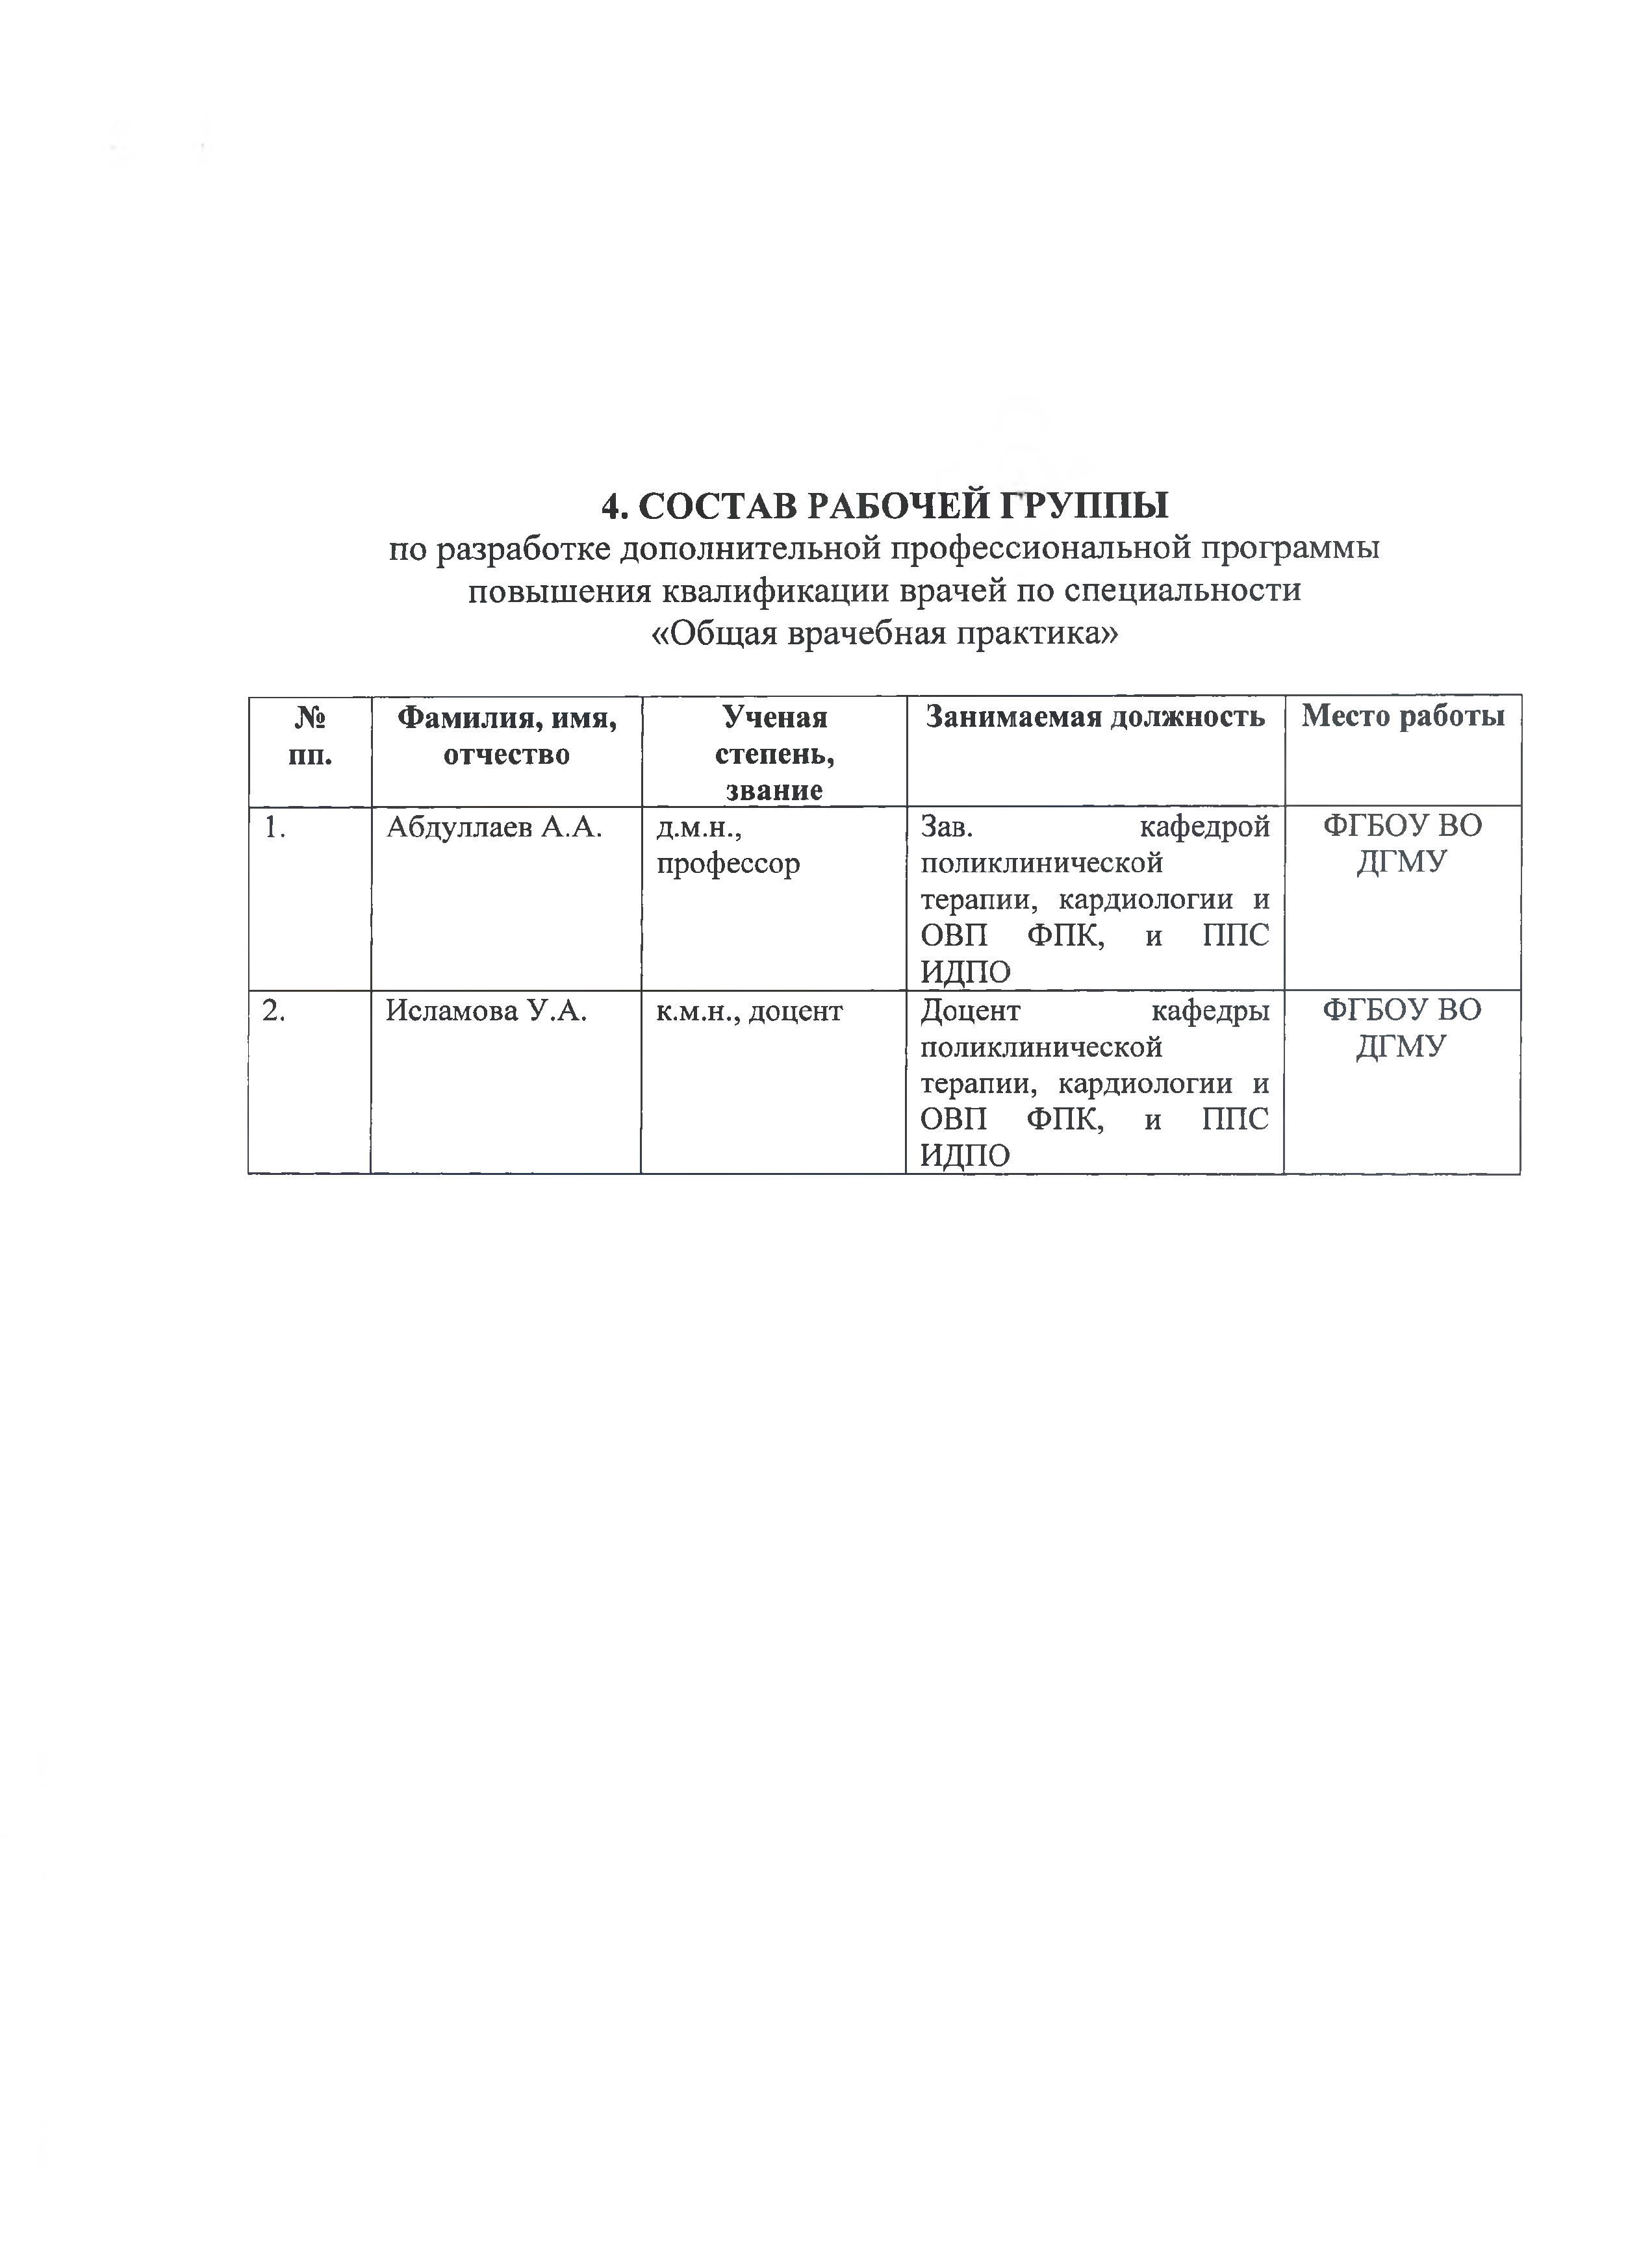 4. СОСТАВ РАБОЧЕЙ ГРУППЫ
по разработке дополнительной профессиональной программы
повышения квалификации врачей по специальности
«Общая врачебная практика»
№
пп.
Фамилия, имя,
отчество
Ученая
степень,
звание
Занимаемая должность
Место работы
1.
Абдуллаев А.А.
д.м.н.,
профессор
Зав. кафедрой
поликлинической
терапии, кардиологии и
ОВП ФПК, и ППС
ИДПО
ФГБОУ ВО
ДГМУ
2.
Исламова У.А.
к.м.н., доцент
Доцент кафедры
поликлинической
терапии, кардиологии и
ОВП ФПК, и ППС
ИДПО
ФГБОУ ВО
ДГМУ